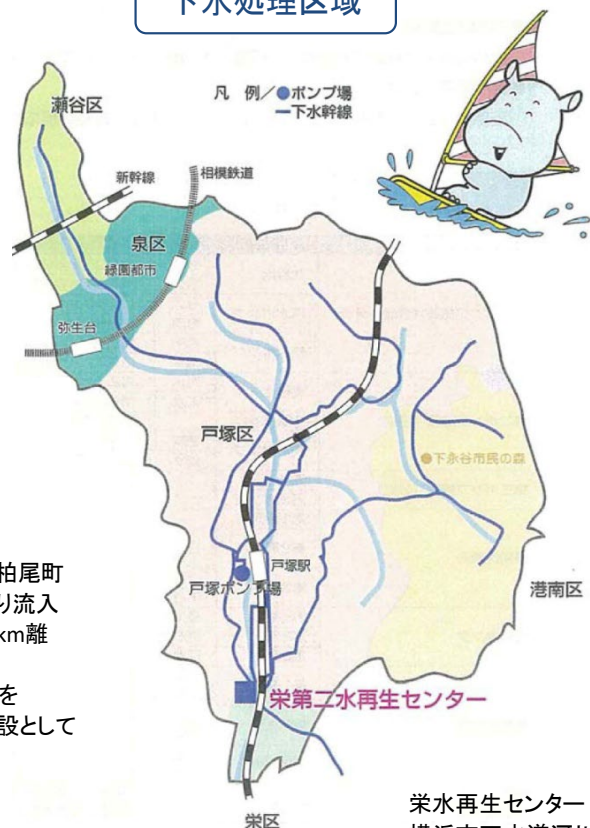 下水処理区域
凡 例／●ポンプ場
ー下水幹線
瀬谷区
新幹線
相模鉄道
泉区
緑園都市
弥生台
戸塚区
●下永谷市民の森
戸塚駅
戸塚ポンプ場
港南区
栄第二水再生センター
栄区
柏尾町
り流入
km離
を
設として
栄水再生センター